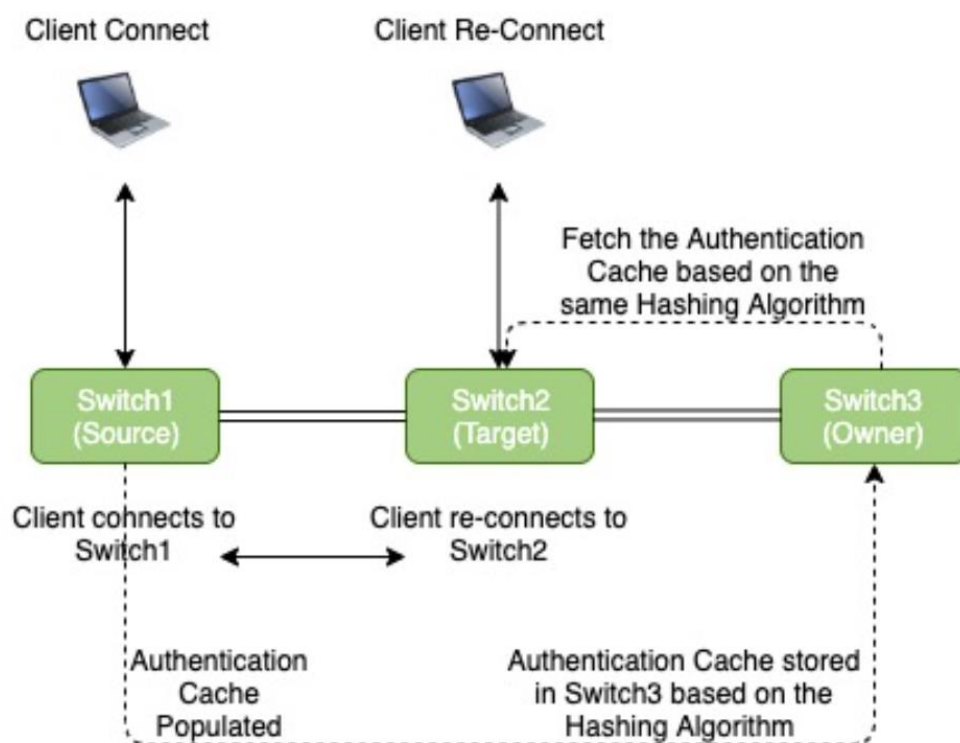 Client Connect
Client Re-Connect
Fetch the Authentication
Cache based on the
same Hashing Algorithm
Switch1
(Source)
Switch2
(Target)
Switch3
(Owner)
Client connects to
Switch1
Client re-connects to
Switch2
Authentication
Cache
Populated
Authentication Cache stored
in Switch3 based on the
Hashing Algorithm